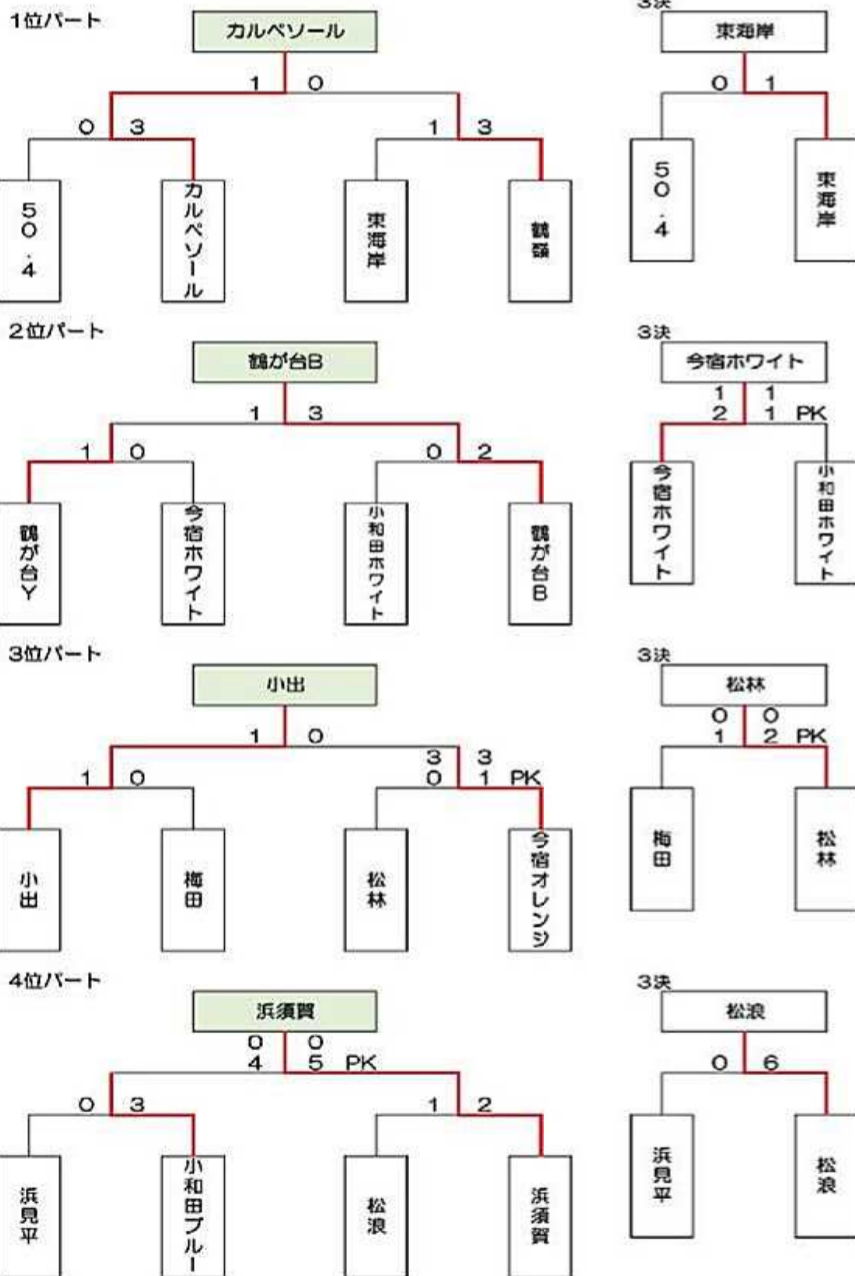 1位パート
3決
カルペソール
東海岸
1 0
0 1
0 3
1 3
50.4
カルペソール
東海岸
鶴嶺
50.4
東海岸
2位パート
3決
鶴が台B
今宿ホワイト
1 3
1 1
2 1 PK
1 0
0 2
鶴が台Y
今宿ホワイト
小和田ホワイト
鶴が台B
今宿ホワイト
小和田ホワイト
3位パート
3決
小出
松林
1 0
0 0
1 2 PK
1 0
3 3
0 1 PK
小出
梅田
松林
今宿オレンジ
梅田
松林
4位パート
3決
浜須賀
松浪
0 0
4 5 PK
0 6
0 3
1 2
浜見平
小和田ブルー
松浪
浜須賀
浜見平
松浪